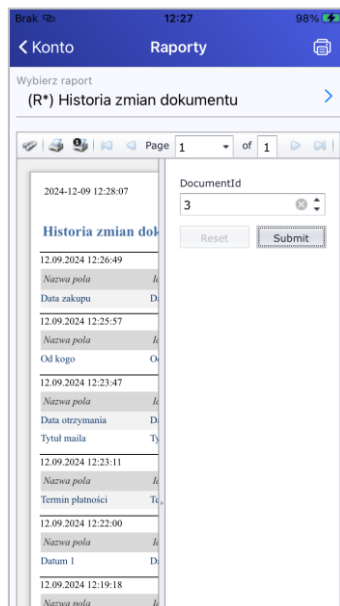 Brak
12:27
98%
Konto
Raporty
Wybierz raport
(R*) Historia zmian dokumentu
Page 1 of 1
2024-12-09 12:28:07
Historia zmian dok
12.09.2024 12:26:49
Nazwa pola
Data zakupu
12.09.2024 12:25:57
Nazwa pola
Od kogo
12.09.2024 12:23:47
Nazwa pola
Data otrzymania
Tytuł maila
12.09.2024 12:23:11
Nazwa pola
Termin płatności
12.09.2024 12:22:00
Nazwa pola
Datum 1
12.09.2024 12:19:18
Nazwa pola
DocumentId
3
Reset
Submit